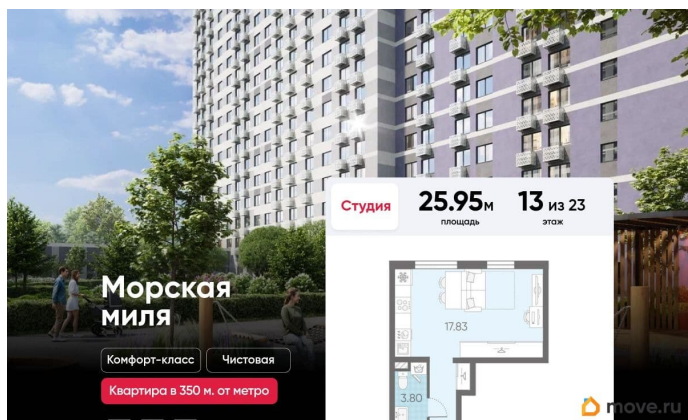 Студия
25.95м
площадь
13 из 23
этаж
Морская
миля
17.83
3.80
Комфорт-класс
Чистовая
Квартира в 350 м. от метро
move.ru